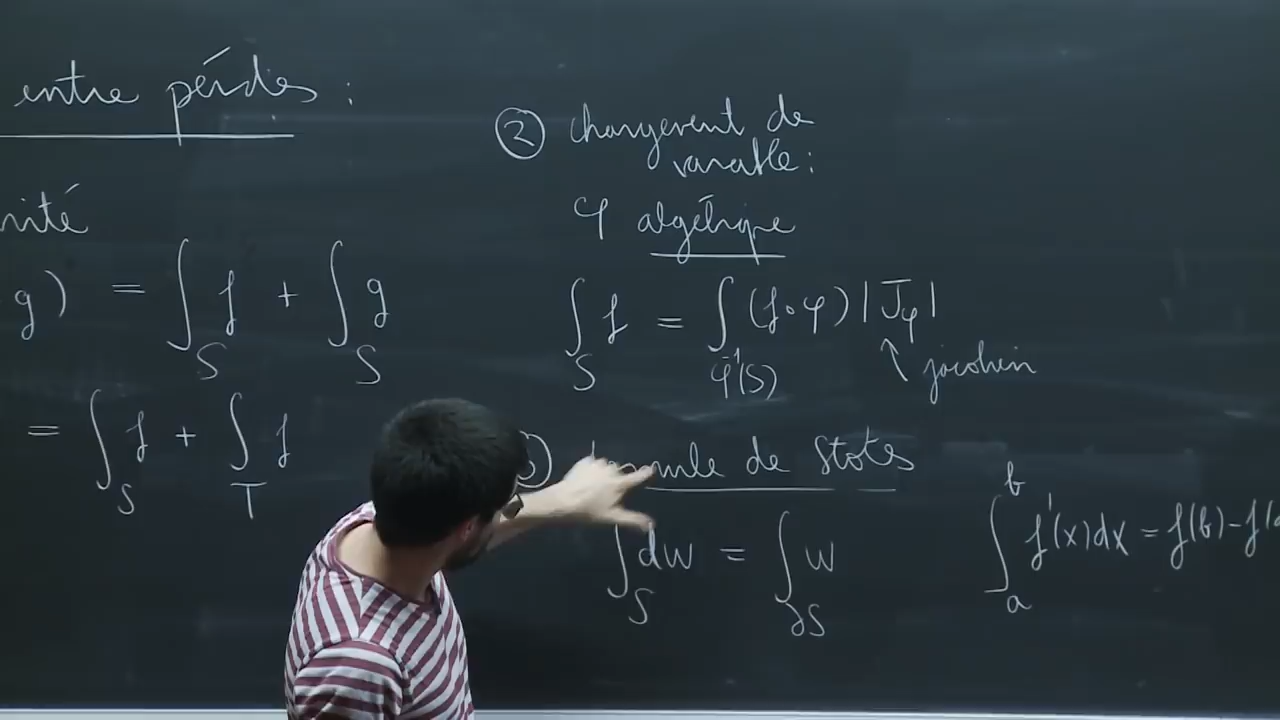 entre périodes :
nité
g) = ∫_S f + ∫_S g
= ∫_S f + ∫_T f
② changement de
variable :
φ algébrique
∫_S f = ∫_{φ⁻¹(S)} (f∘φ) |J_φ|
jacobien
) formule de Stokes
∫_S dw = ∫_{∂S} w
∫_a^b f'(x)dx = f(b) - f(